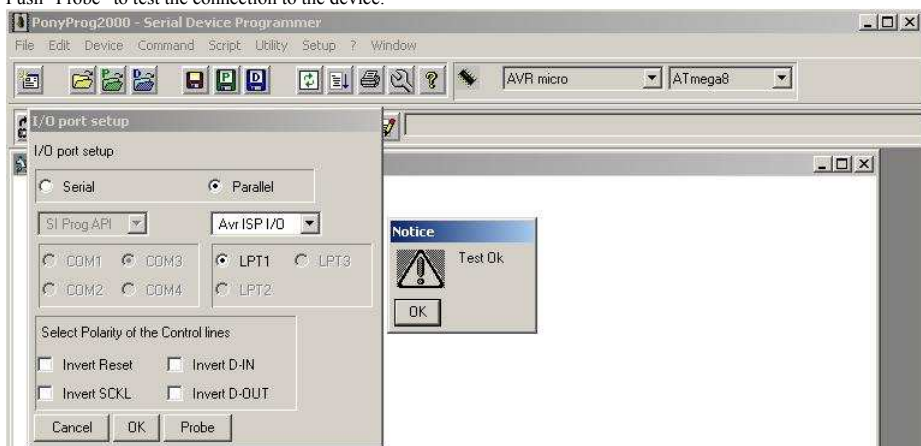 Push "Probe" to test the connection to the device.
PonyProg2000 - Serial Device Programmer
File Edit Device Command Script Utility Setup ? Window
AVR micro ATmega8
I/O port setup
I/O port setup
Serial Parallel
SI Prog API Avr ISP I/O
COM1 COM3 LPT1 LPT3
COM2 COM4 LPT2
Select Polarity of the Control lines
Invert Reset Invert D-IN
Invert SCKL Invert D-OUT
Cancel OK Probe
Notice
Test Ok
OK